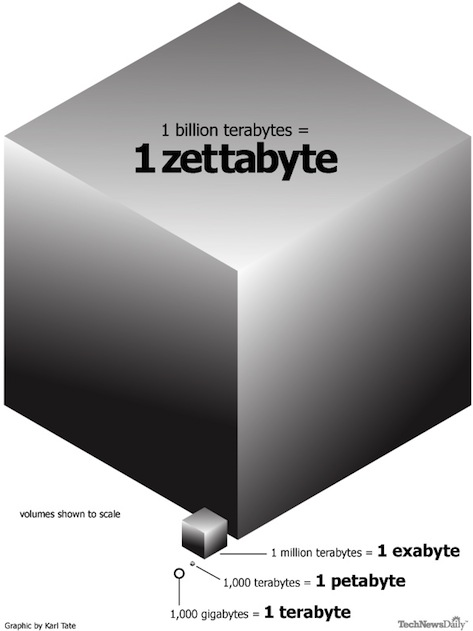 1 billion terabytes =
1 zettabyte
volumes shown to scale
1 million terabytes = 1 exabyte
1,000 terabytes = 1 petabyte
1,000 gigabytes = 1 terabyte
Graphic by Karl Tate
TechNewsDaily